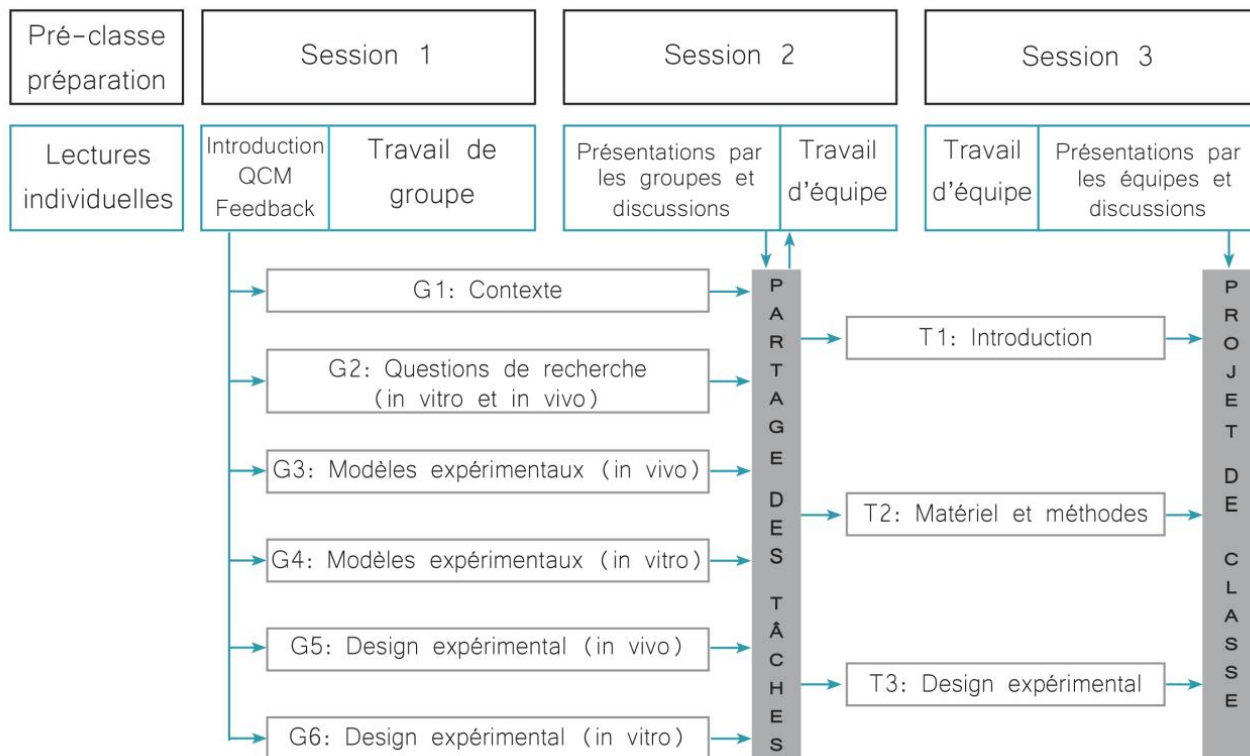 Pré-classe
préparation
Session 1
Session 2
Session 3
Lectures
individuelles
Introduction
QCM
Feedback
Travail de
groupe
Présentations par
les groupes et
discussions
Travail
d'équipe
Travail
d'équipe
Présentations par
les équipes et
discussions
G1: Contexte
G2: Questions de recherche
(in vitro et in vivo)
G3: Modèles expérimentaux (in vivo)
G4: Modèles expérimentaux (in vitro)
G5: Design expérimental (in vivo)
G6: Design expérimental (in vitro)
PARTAGE DES TÂCHES
T1: Introduction
T2: Matériel et méthodes
T3: Design expérimental
PROJET DE CLASSE